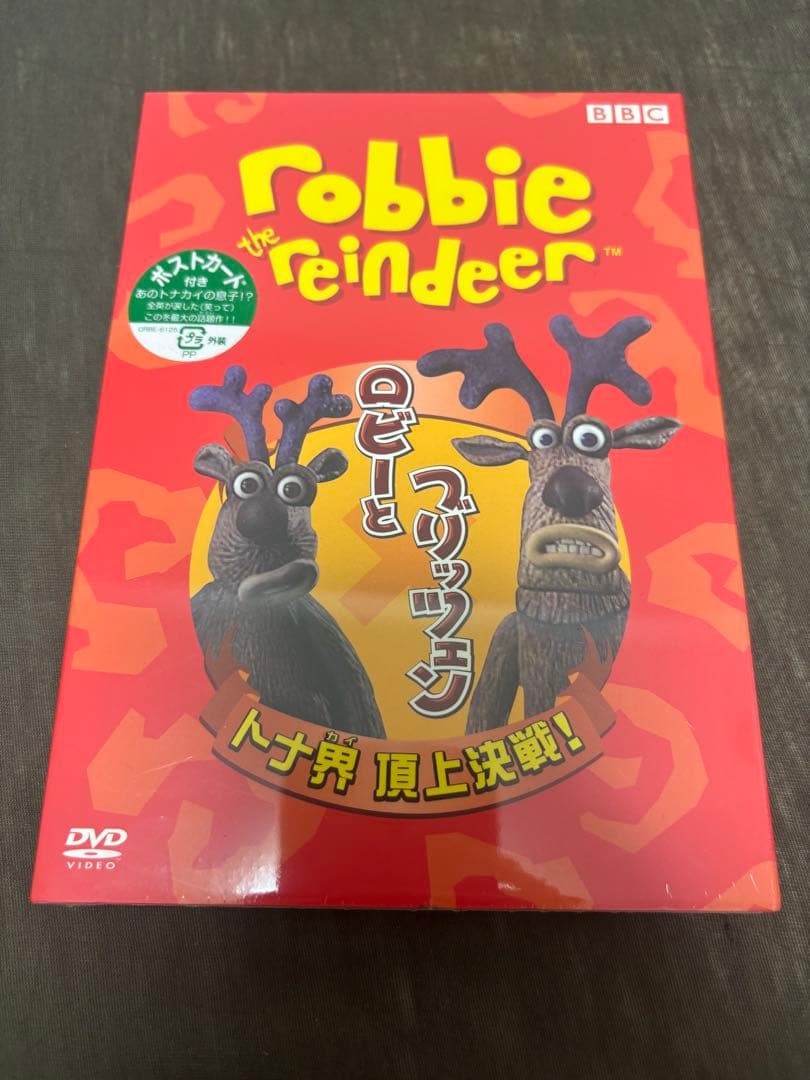 BBC
robbie
the
reindeer™
ポストカード
付き
あのトナカイの息子!?
全英が涙した(笑って)
この冬最大の話題作!!
プラ 外装
PP
ロビーと
ブリッツェン
カイ
トナ界 頂上決戦!
DVD
VIDEO